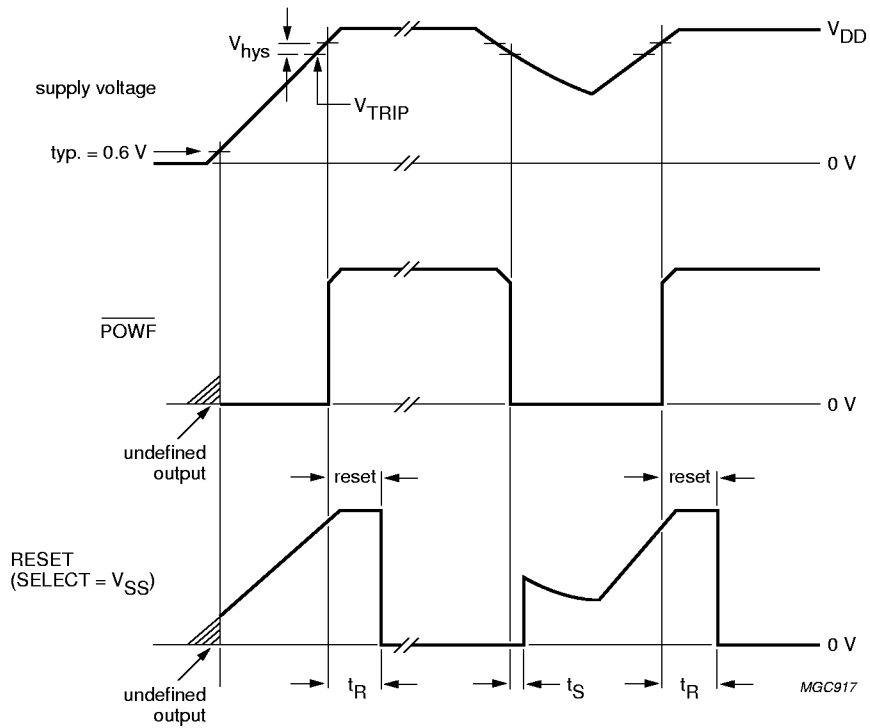 V_DD
V_hys
supply voltage
V_TRIP
typ. = 0.6 V
0 V
POWF
0 V
undefined
output
reset
reset
RESET
(SELECT = V_SS)
0 V
undefined
output
t_R
t_S
t_R
MGC917